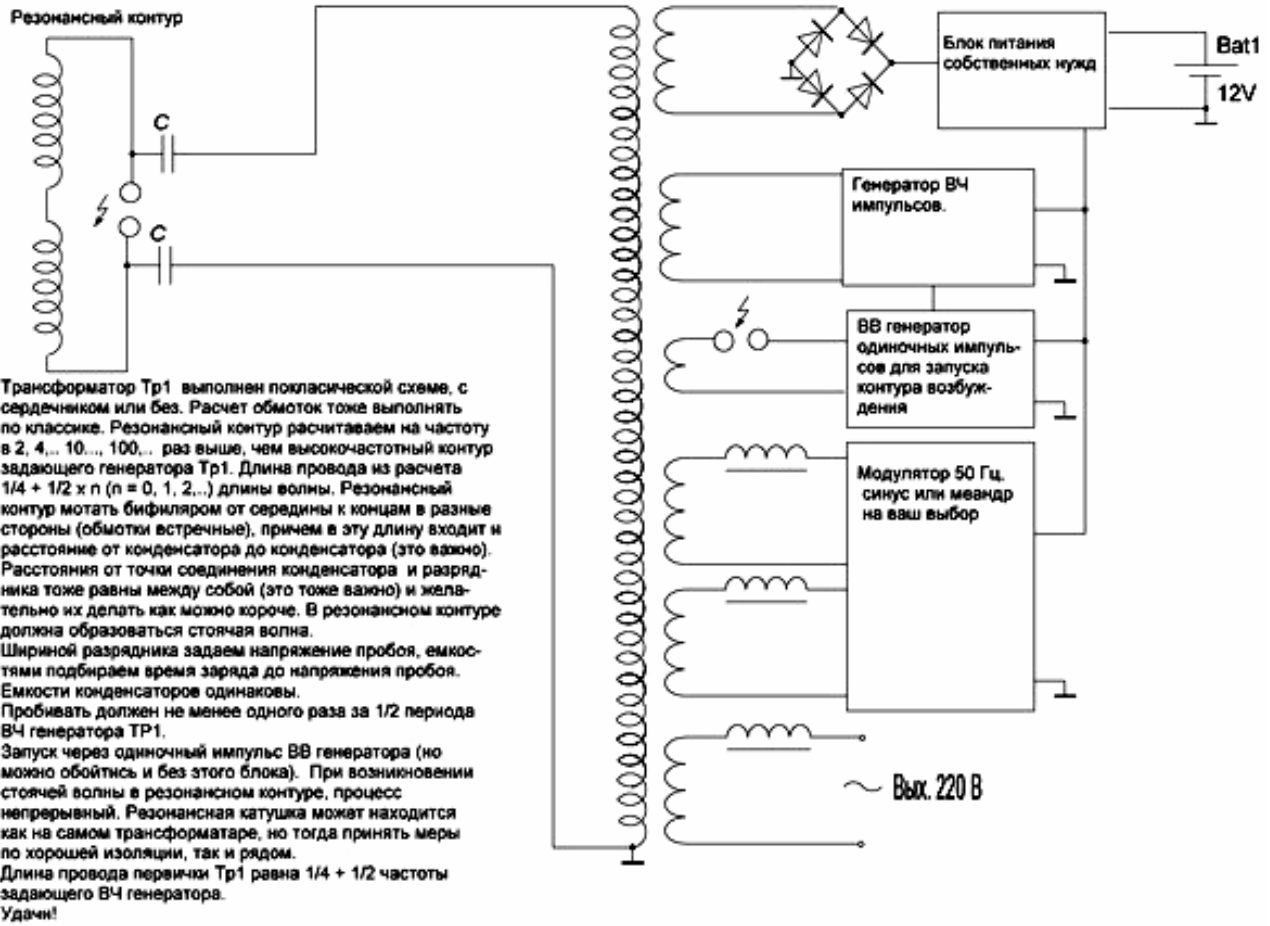 Резонансный контур
C
C
Трансформатор Тр1 выполнен покласической схеме, с
сердечником или без. Расчет обмоток тоже выполнять
по классике. Резонансный контур расчитаваем на частоту
в 2, 4,.. 10..., 100,.. раз выше, чем высокочастотный контур
задающего генератора Тр1. Длина провода из расчета
1/4 + 1/2 x n (n = 0, 1, 2,..) длины волны. Резонансный
контур мотать бифиляром от середины к концам в разные
стороны (обмотки встречные), причем в эту длину входит и
расстояние от конденсатора до конденсатора (это важно).
Расстояния от точки соединения конденсатора и разряд-
ника тоже равны между собой (это тоже важно) и жела-
тельно их делать как можно короче. В резонансном контуре
должна образоваться стоячая волна.
Шириной разрядника задаем напряжение пробоя, емкос-
тями подбираем время заряда до напряжения пробоя.
Емкости конденсаторов одинаковы.
Пробивать должен не менее одного раза за 1/2 периода
ВЧ генератора ТР1.
Запуск через одиночный импульс ВВ генератора (но
можно обойтись и без этого блока). При возникновении
стоячей волны в резонансном контуре, процесс
непрерывный. Резонансная катушка может находится
как на самом трансформатаре, но тогда принять меры
по хорошей изоляции, так и рядом.
Длина провода первички Тр1 равна 1/4 + 1/2 частоты
задающего ВЧ генератора.
Удачи!
Блок питания
собственных нужд
Bat1
12V
Генератор ВЧ
импульсов.
ВВ генератор
одиночных импуль-
сов для запуска
контура возбуж-
дения
Модулятор 50 Гц,
синус или меандр
на ваш выбор
Вых. 220 В